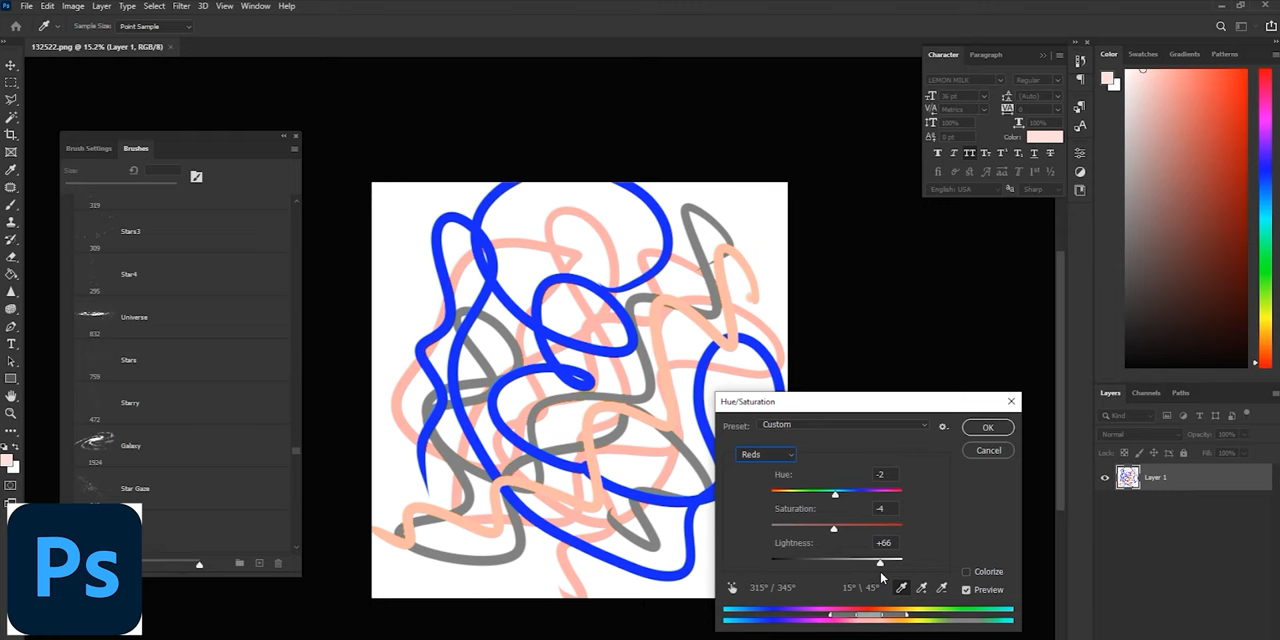 Ps File Edit Image Layer Type Select Filter 3D View Window Help
Sample Size: Point Sample
132522.png @ 15.2% (Layer 1, RGB/8) ×
Character Paragraph
LEMON MILK Regular
36 pt (Auto)
Metrics 0
100% 100%
0 pt Color:
English: USA Sharp
Color Swatches Gradients Patterns
Brush Settings Brushes
Size:
319
Stars3
309
Star4
295
Universe
832
Stars
759
Starry
472
Galaxy
1524
Star Gaze
Hue/Saturation
Preset: Custom
OK
Cancel
Reds
Hue: -2
Saturation: -4
Lightness: +66
Colorize
315° / 345° 15° \ 45°
Preview
Layers Channels Paths
Kind
Normal Opacity: 100%
Lock: Fill: 100%
Layer 1
Ps